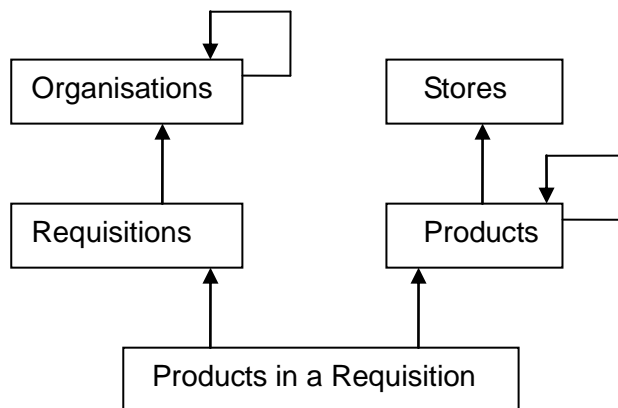 Organisations
Stores
Requisitions
Products
Products in a Requisition